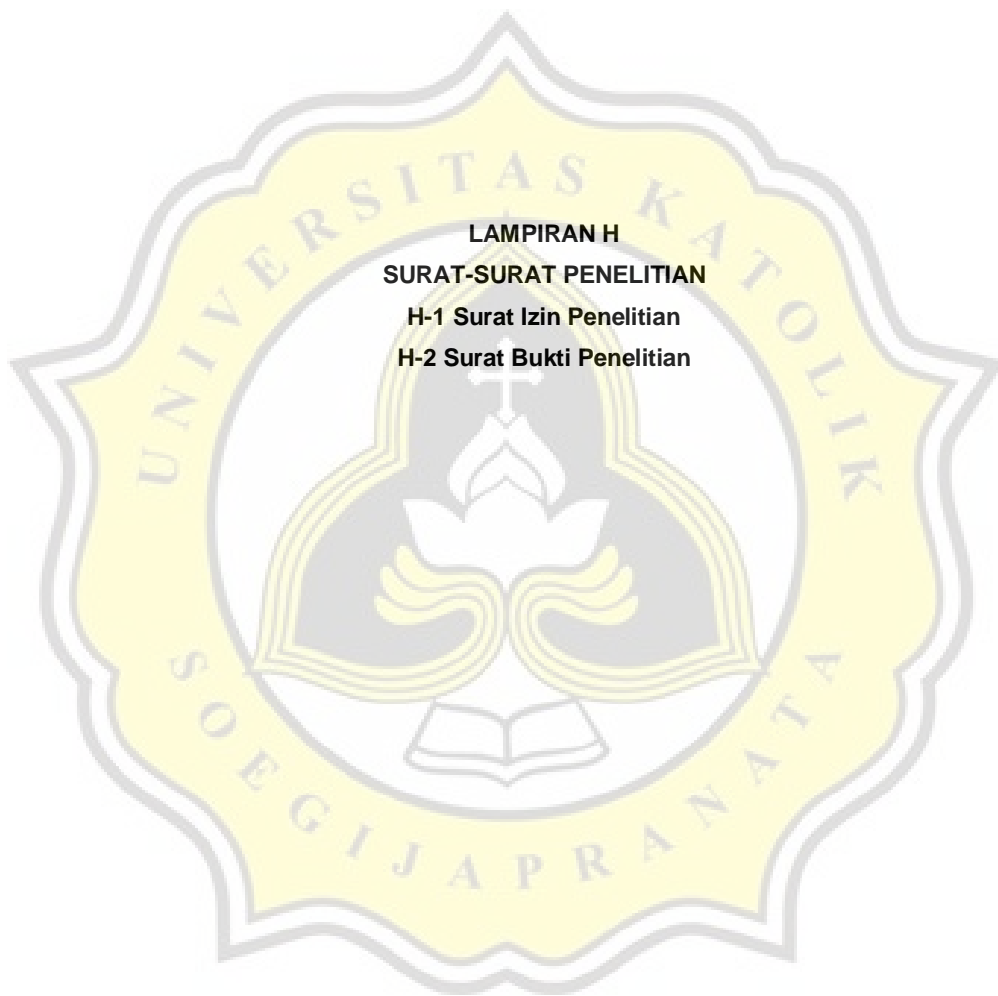 LAMPIRAN H
SURAT-SURAT PENELITIAN
H-1 Surat Izin Penelitian
H-2 Surat Bukti Penelitian
UNIVERSITAS KATOLIK
SOEGIJAPRANATA